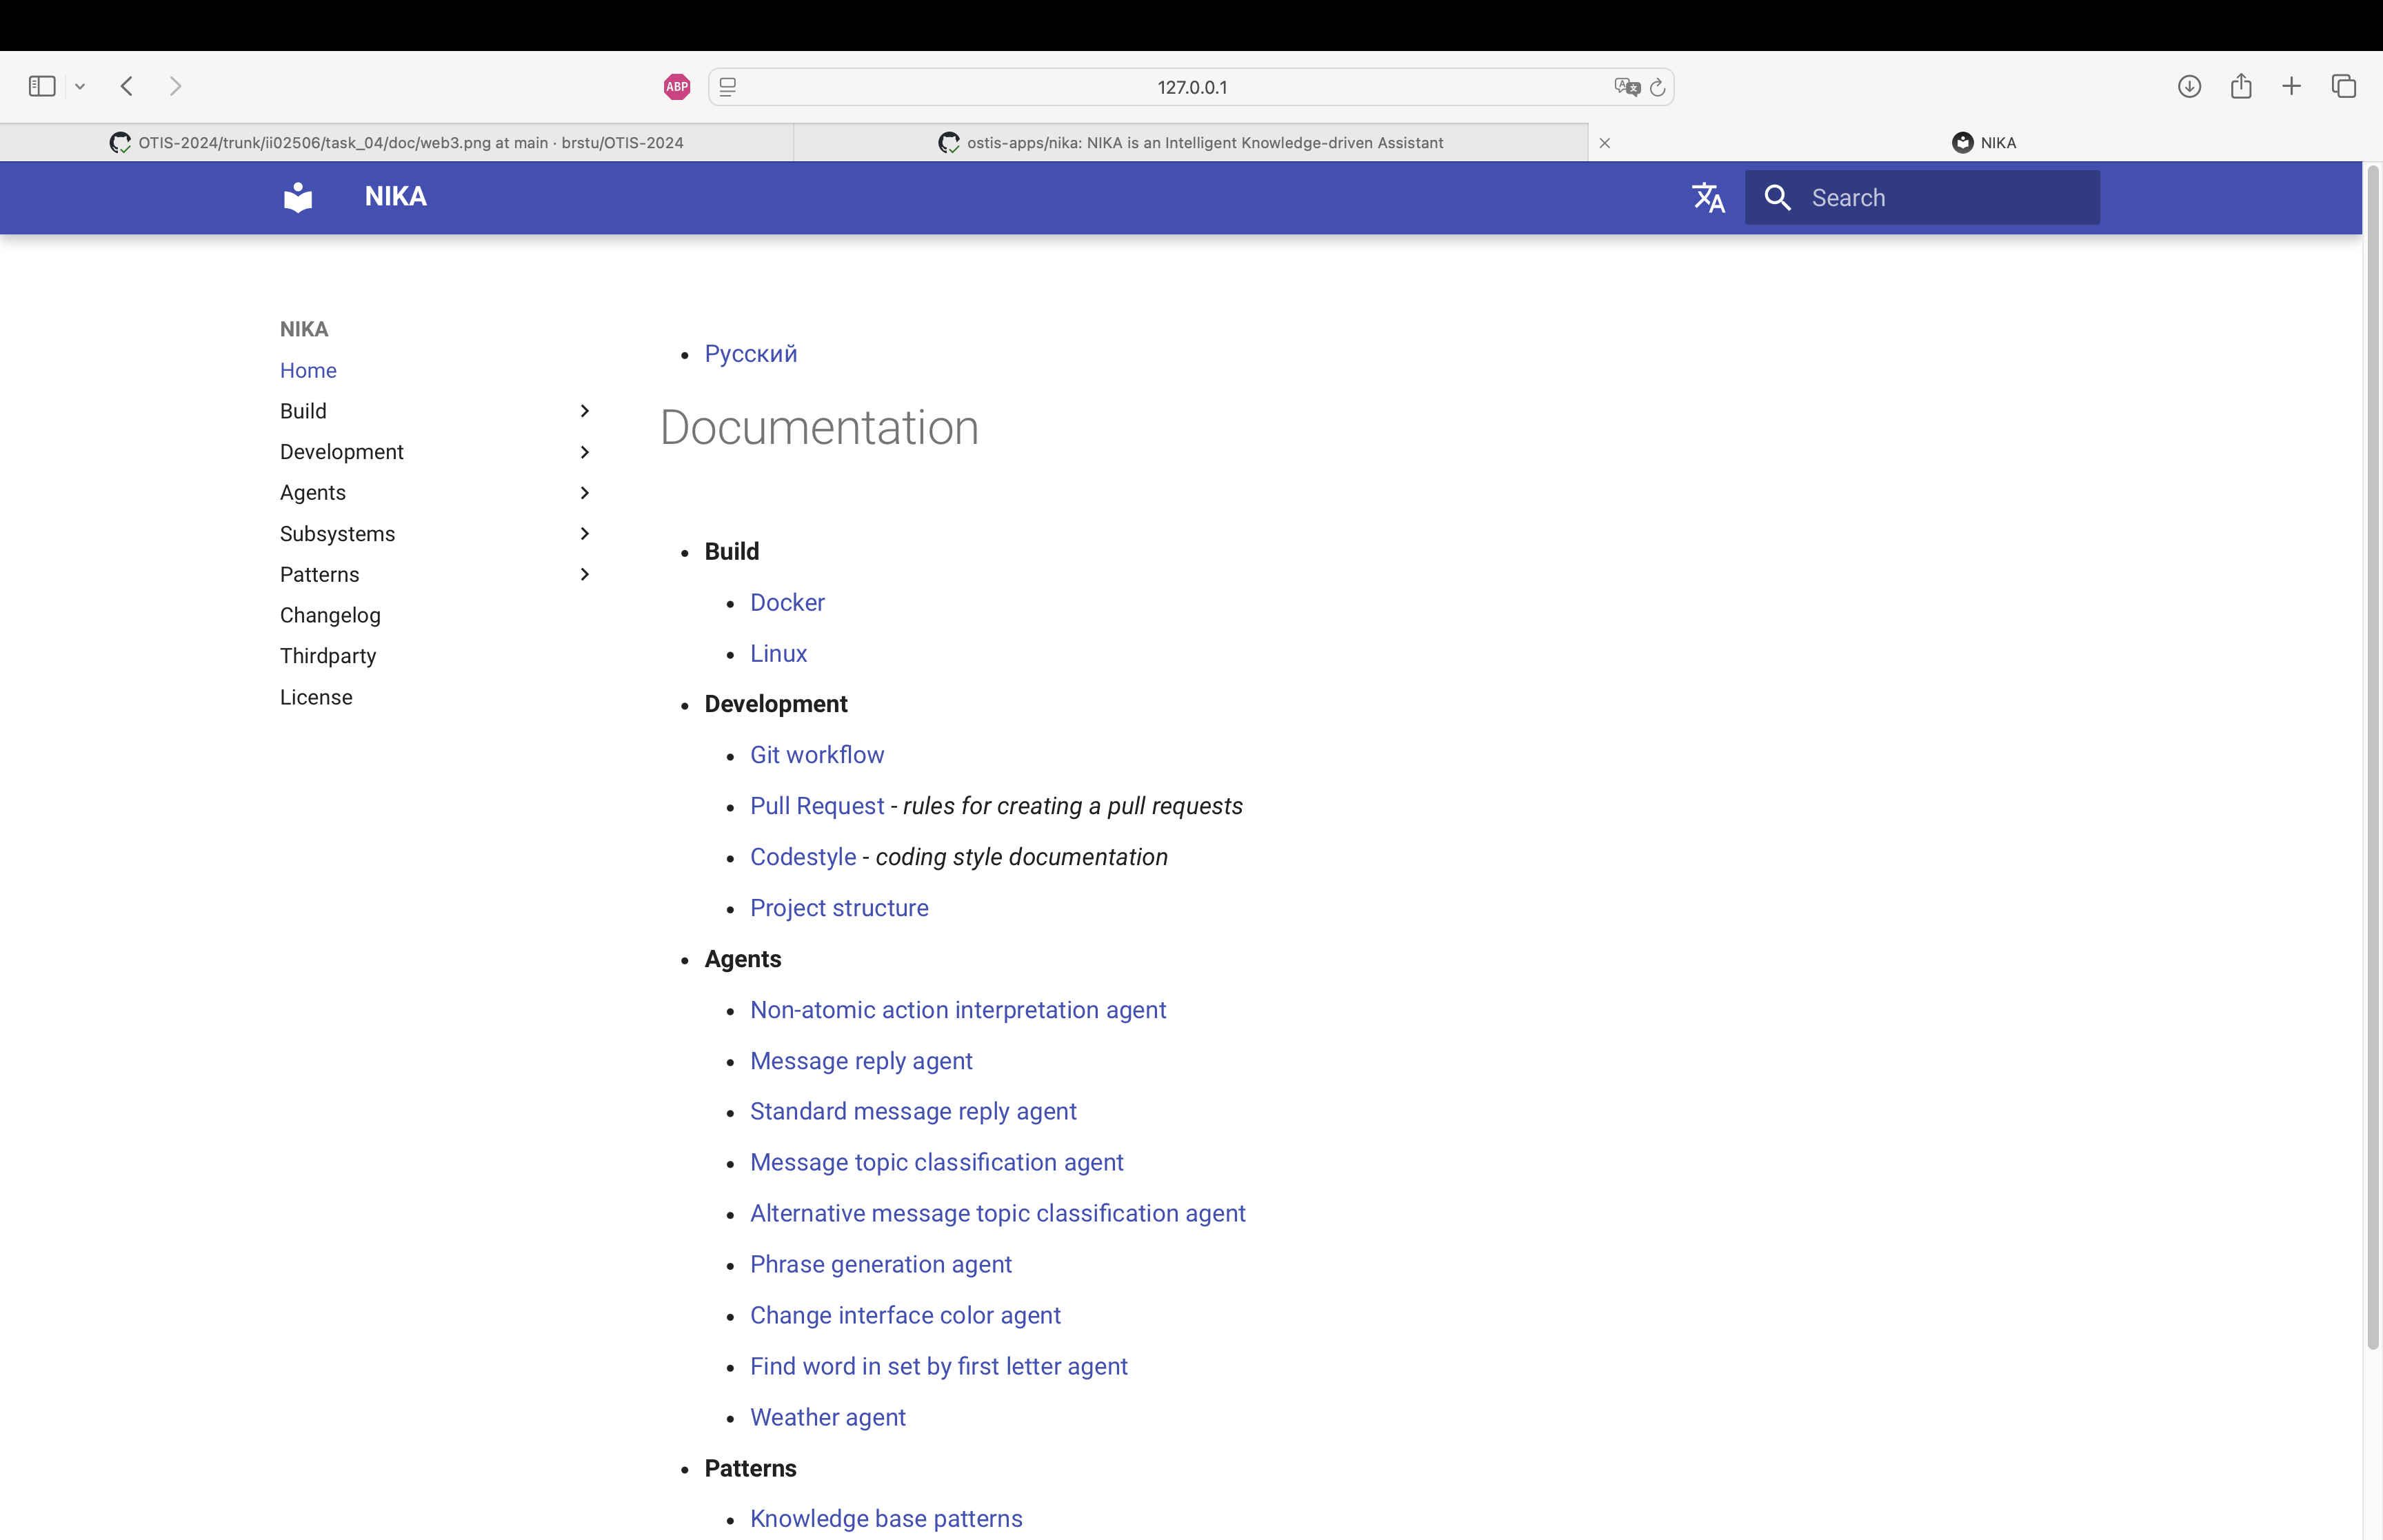 ABP
127.0.0.1
OTIS-2024/trunk/ii02506/task_04/doc/web3.png at main · brstu/OTIS-2024
ostis-apps/nika: NIKA is an Intelligent Knowledge-driven Assistant
NIKA
NIKA
Search
NIKA
Home
Build
Development
Agents
Subsystems
Patterns
Changelog
Thirdparty
License
Русский
Documentation
Build
Docker
Linux
Development
Git workflow
Pull Request - rules for creating a pull requests
Codestyle - coding style documentation
Project structure
Agents
Non-atomic action interpretation agent
Message reply agent
Standard message reply agent
Message topic classification agent
Alternative message topic classification agent
Phrase generation agent
Change interface color agent
Find word in set by first letter agent
Weather agent
Patterns
Knowledge base patterns